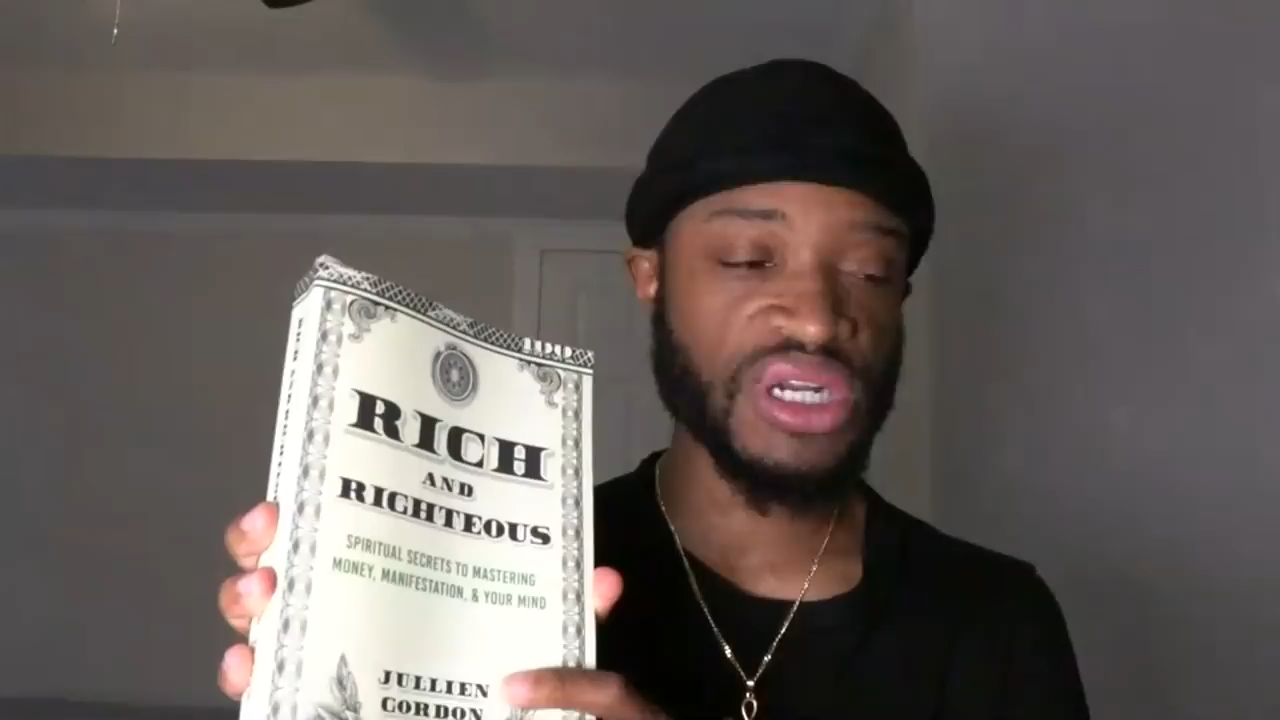 RICH
AND
RIGHTEOUS
SPIRITUAL SECRETS TO MASTERING
MONEY, MANIFESTATION, & YOUR MIND
JULLIEN
GORDON